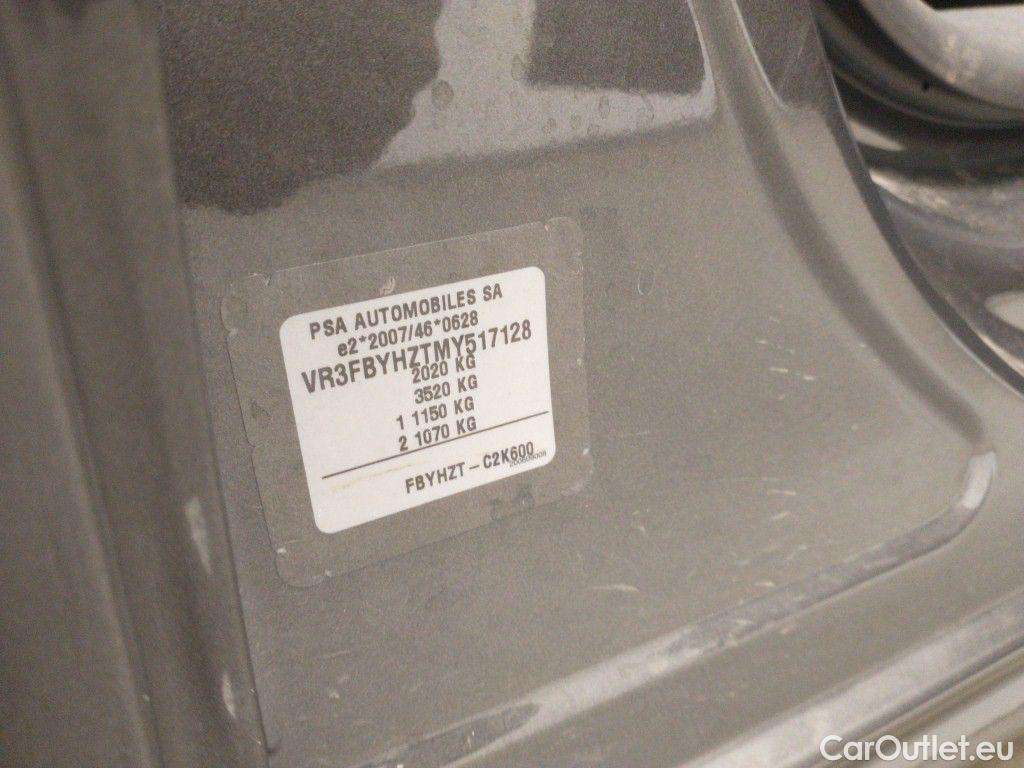 PSA AUTOMOBILES SA
e2*2007/46*0628
VR3FBYHZTMY517128
2020 KG
3520 KG
1 1150 KG
2 1070 KG
FBYHZT - C2K600
CarOutlet.eu